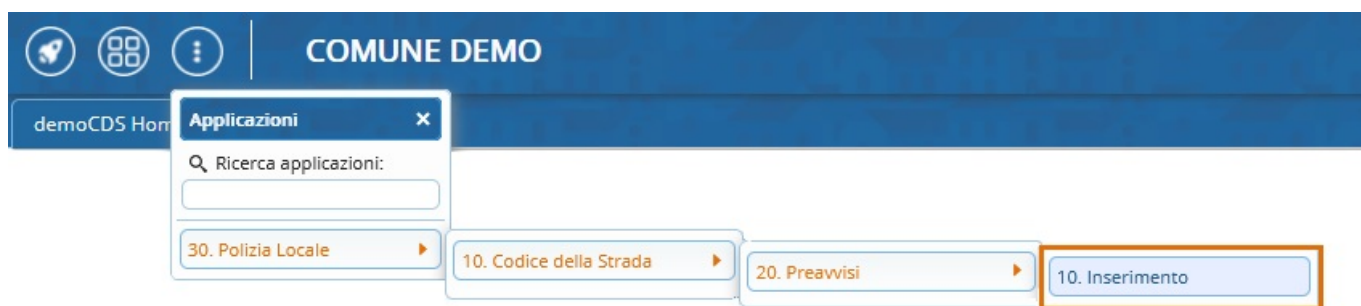 COMUNE DEMO
demoCDS Hom
Applicazioni
Ricerca applicazioni:
30. Polizia Locale
10. Codice della Strada
20. Preavvisi
10. Inserimento